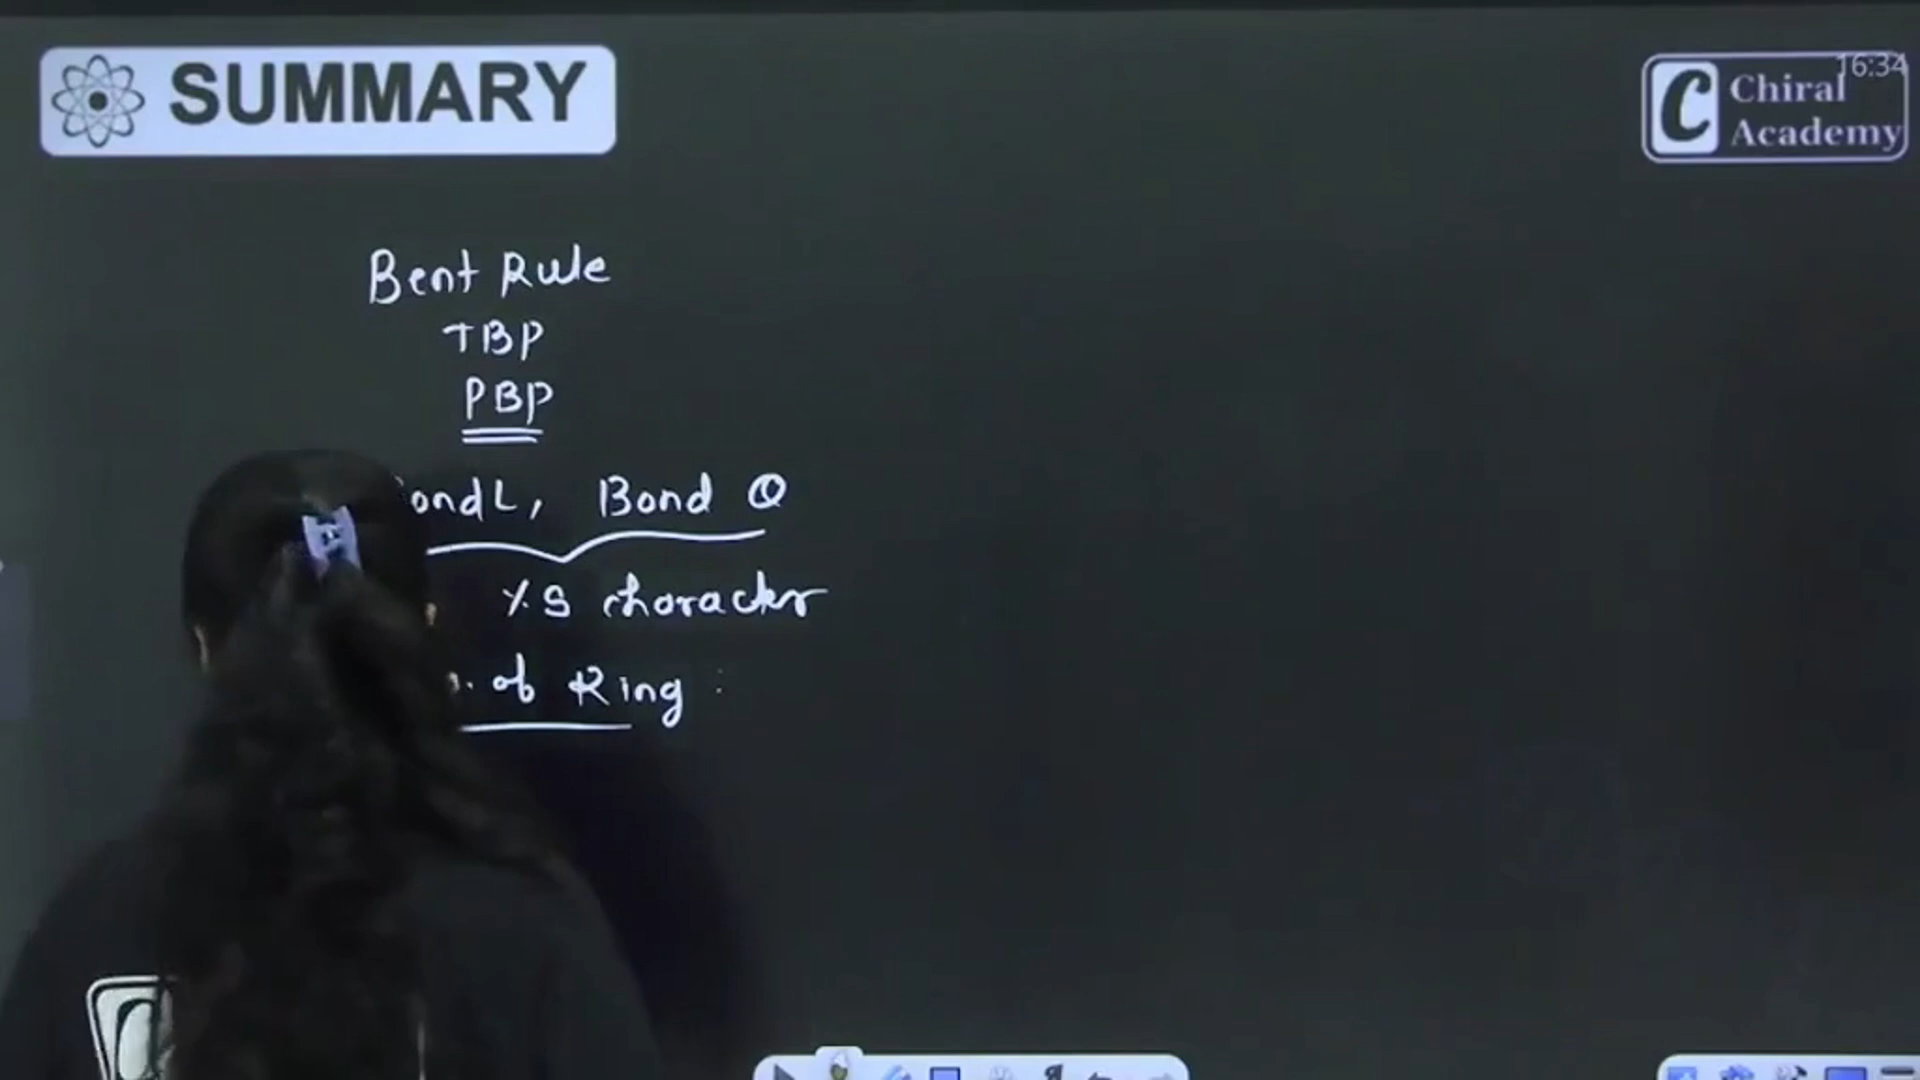 SUMMARY
16:34
Chiral
Academy
Bent Rule
TBP
PBP
ondL, Bond θ
%S character
. of Ring :